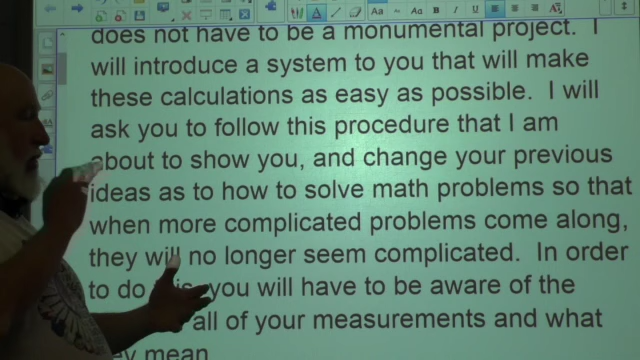 does not have to be a monumental project. I
will introduce a system to you that will make
these calculations as easy as possible. I will
ask you to follow this procedure that I am
about to show you, and change your previous
ideas as to how to solve math problems so that
when more complicated problems come along,
they will no longer seem complicated. In order
to do you will have to be aware of the
all of your measurements and what
mean